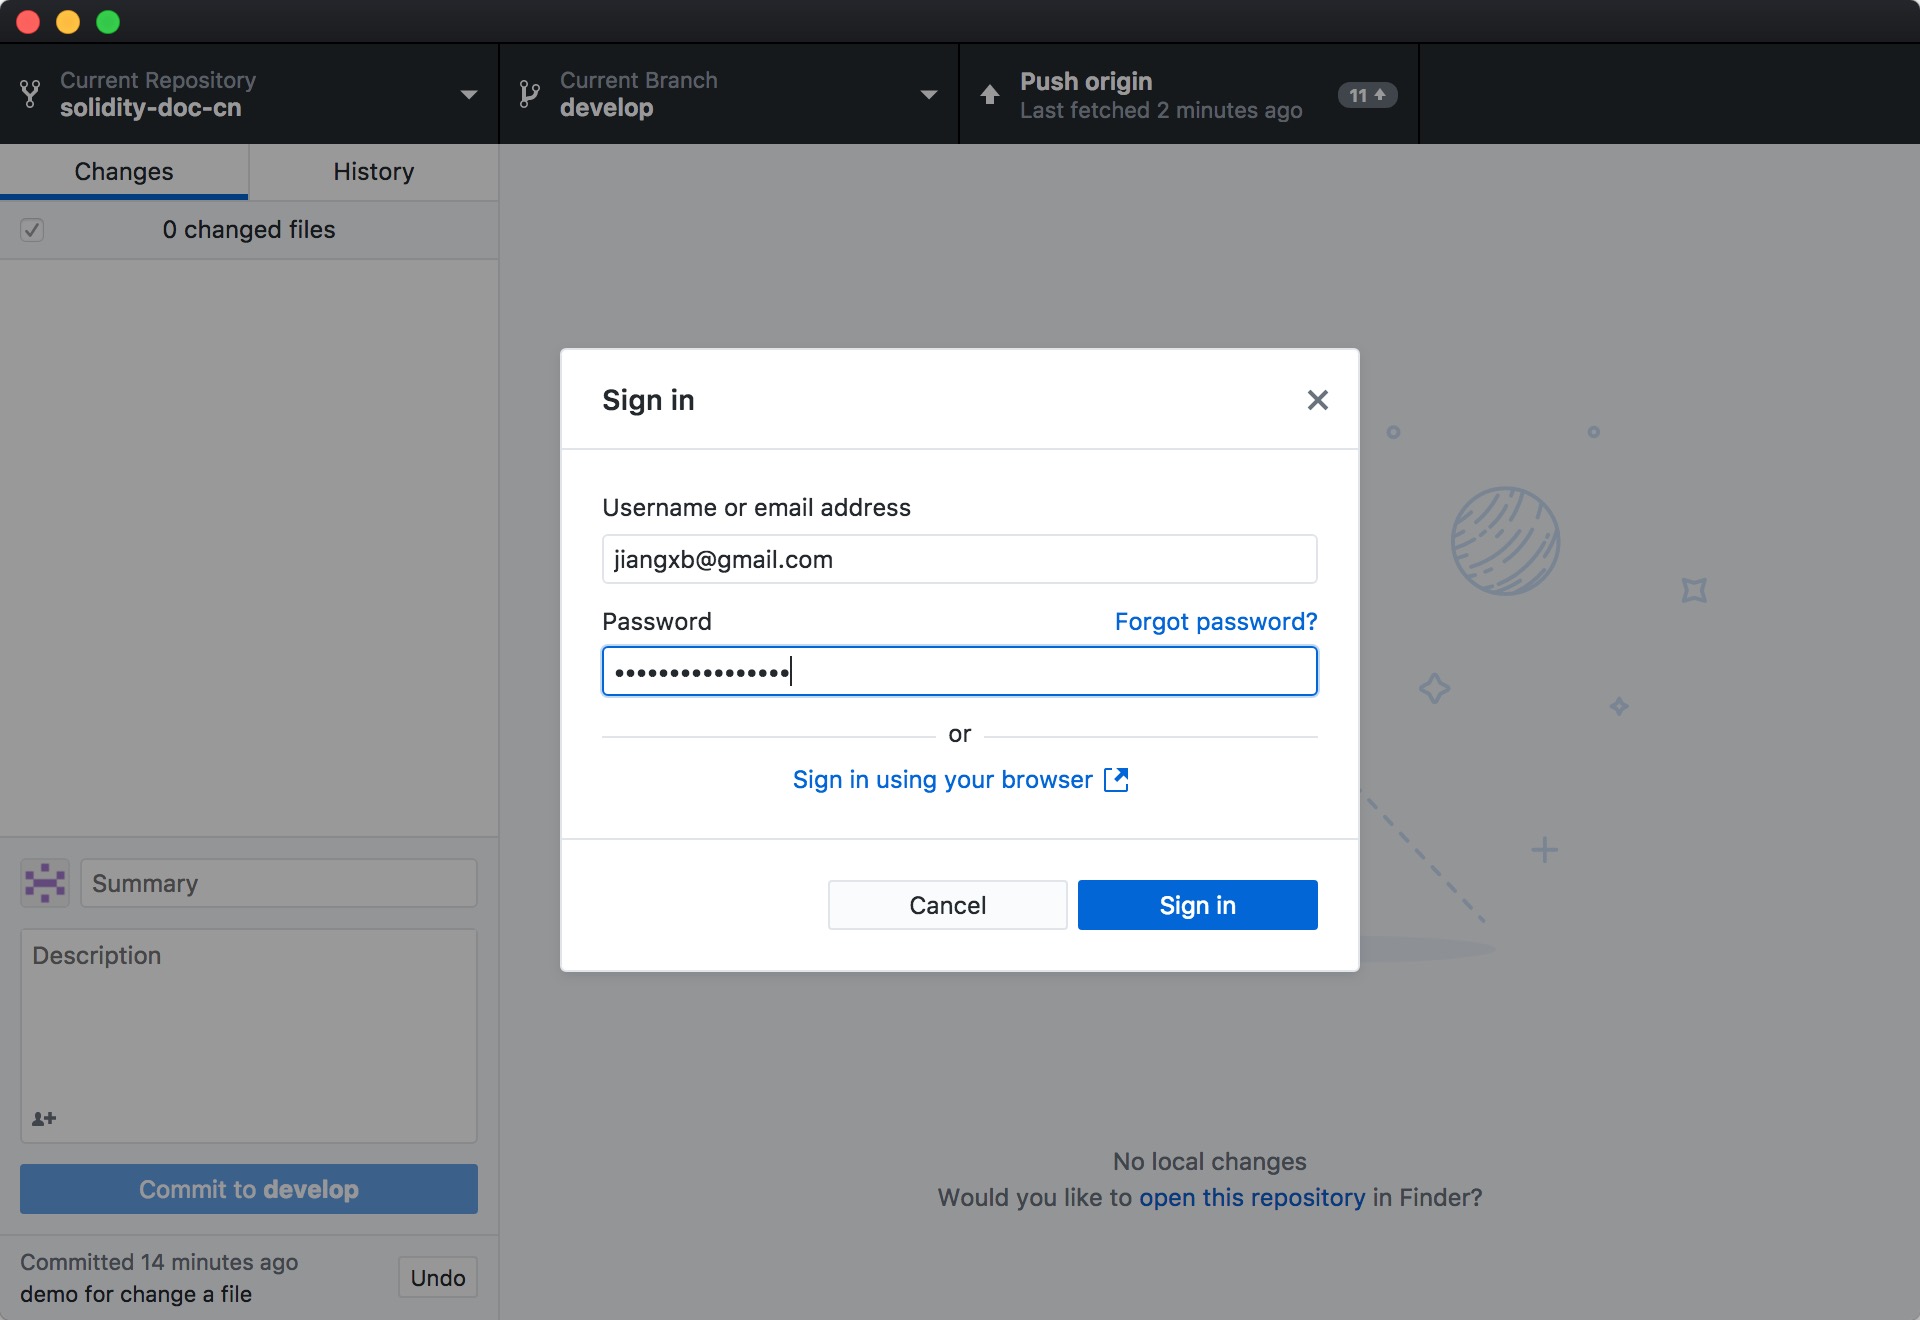 Current Repository
solidity-doc-cn
Current Branch
develop
Push origin
Last fetched 2 minutes ago
11
Changes
History
0 changed files
Sign in
Username or email address
jiangxb@gmail.com
Password
Forgot password?
••••••••••••••••
or
Sign in using your browser
Cancel
Sign in
Summary
Description
Commit to develop
Committed 14 minutes ago
demo for change a file
Undo
No local changes
Would you like to open this repository in Finder?